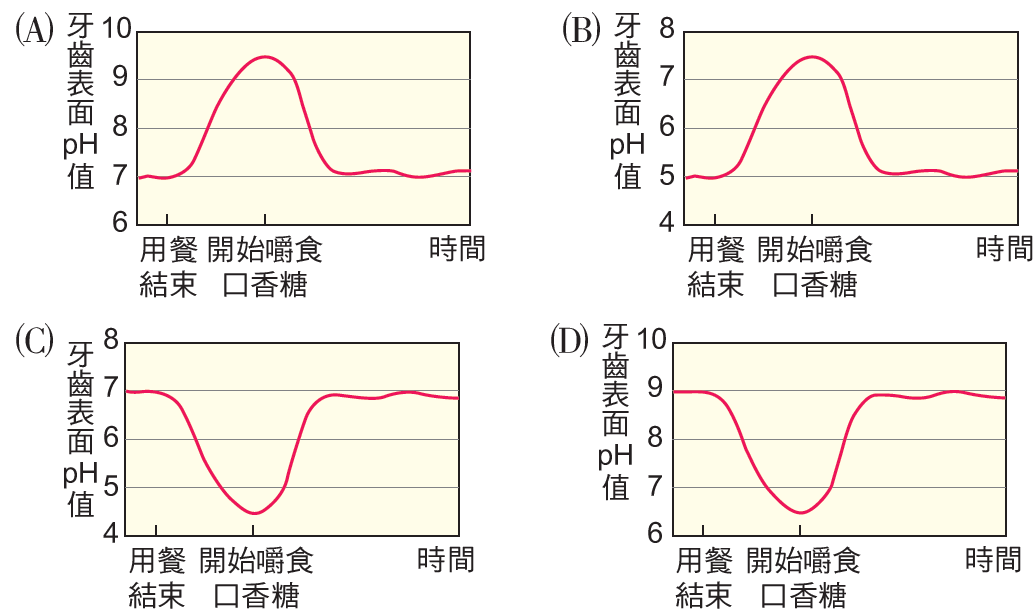 (A)
牙齒表面pH值
10
9
8
7
6
用餐結束
開始嚼食口香糖
時間
(B)
牙齒表面pH值
8
7
6
5
4
用餐結束
開始嚼食口香糖
時間
(C)
牙齒表面pH值
8
7
6
5
4
用餐結束
開始嚼食口香糖
時間
(D)
牙齒表面pH值
10
9
8
7
6
用餐結束
開始嚼食口香糖
時間